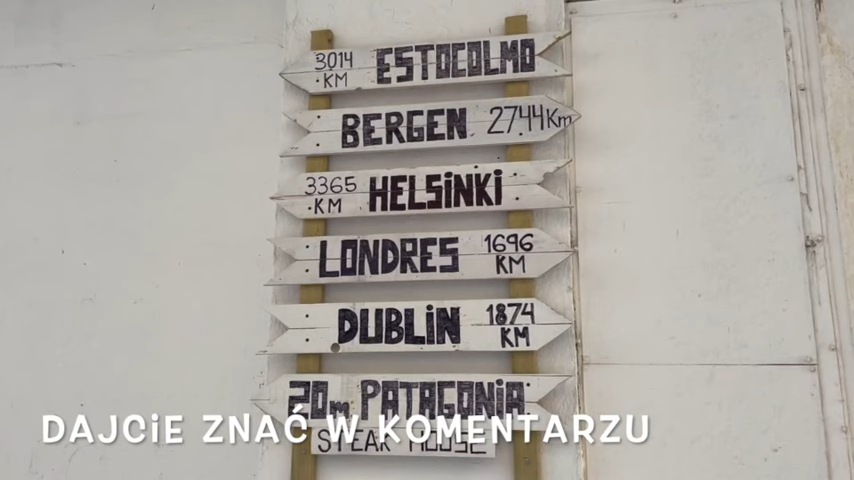 3014 KM ESTOCOLMO
BERGEN 2744 Km
3365 KM HELSiNKi
LONDRES 1696 KM
DUBLiN 1874 KM
20m PATAGONiA
STEAK HOUSE
DAJCiE ZNAĆ W KOMENTARZU